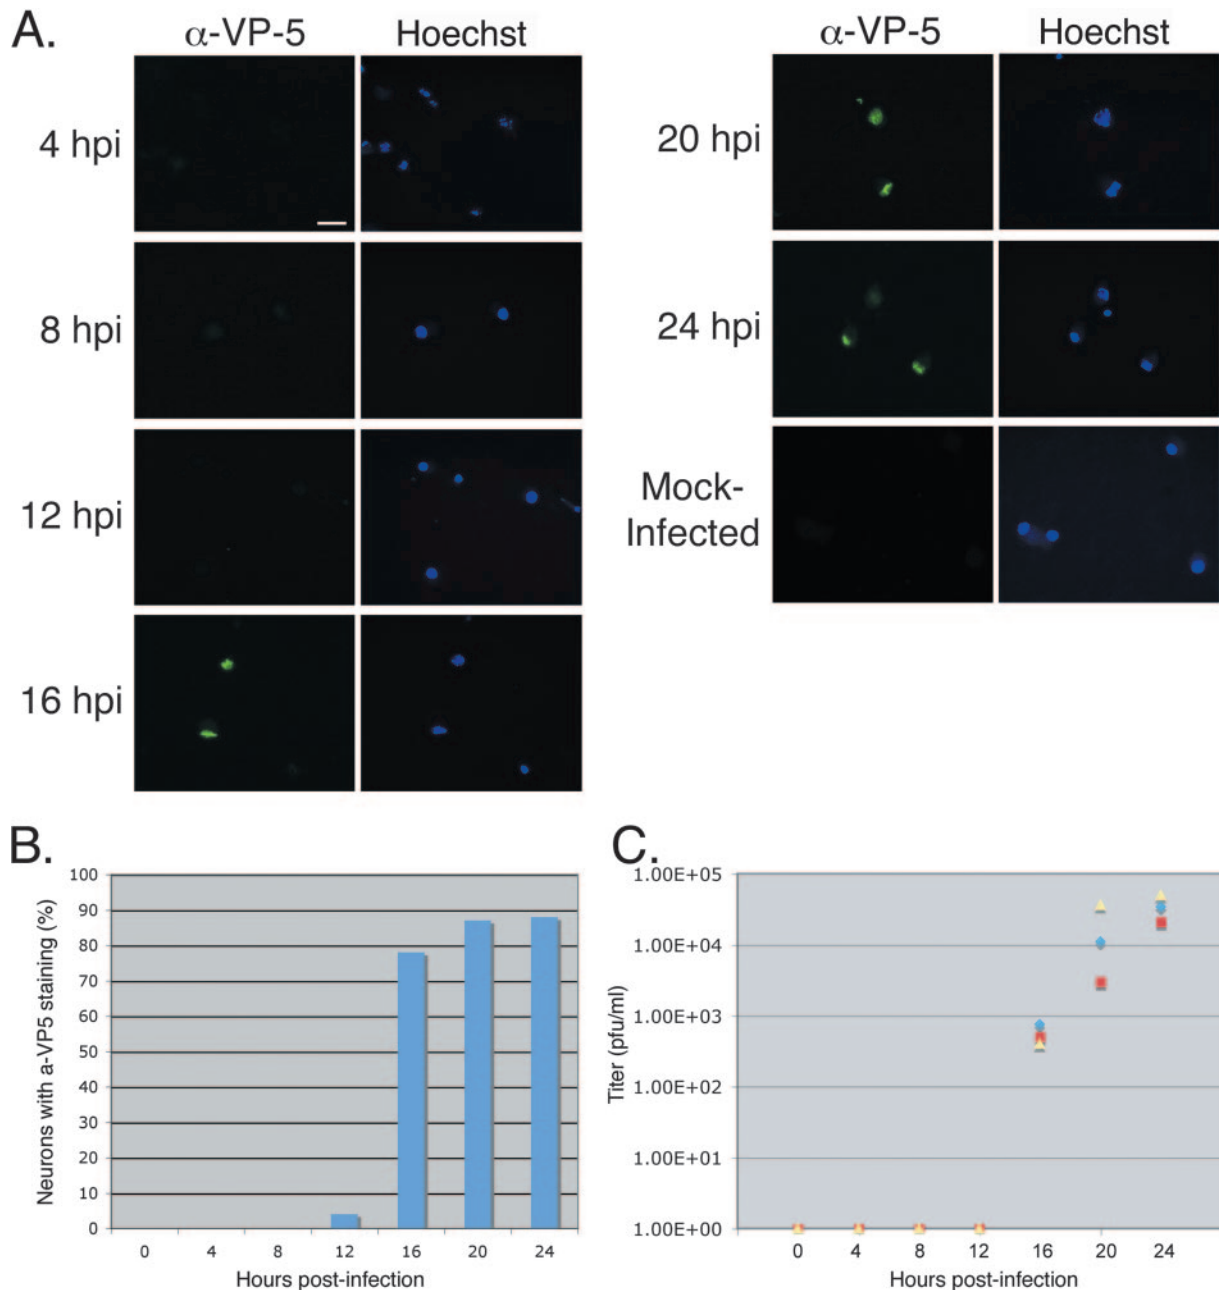 A.
α-VP-5 Hoechst
4 hpi
8 hpi
12 hpi
16 hpi
α-VP-5 Hoechst
20 hpi
24 hpi
Mock-
Infected
B.
Neurons with a-VP5 staining (%)
100
90
80
70
60
50
40
30
20
10
0
0 4 8 12 16 20 24
Hours post-infection
C.
Titer (pfu/ml)
1.00E+05
1.00E+04
1.00E+03
1.00E+02
1.00E+01
1.00E+00
0 4 8 12 16 20 24
Hours post-infection